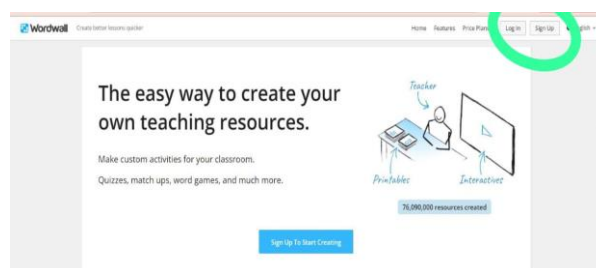 Wordwall Create better lessons quicker Home Features Price Plans Log In Sign Up
The easy way to create your
own teaching resources.
Make custom activities for your classroom.
Quizzes, match ups, word games, and much more.
Sign Up To Start Creating
Teacher
Printables Interactives
76,090,000 resources created